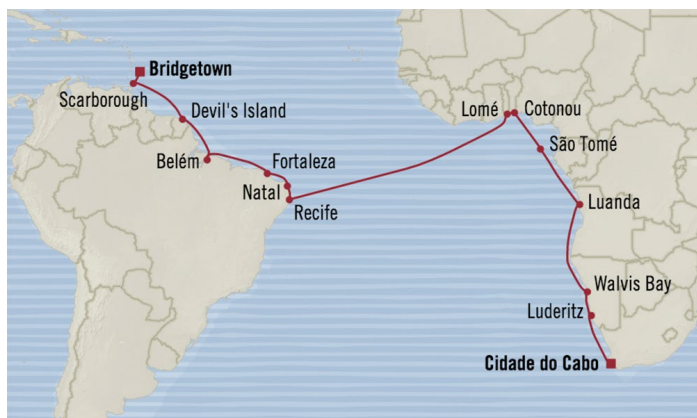 Bridgetown
Scarborough
Devil's Island
Belém
Fortaleza
Natal
Recife
Lomé
Cotonou
São Tomé
Luanda
Walvis Bay
Luderitz
Cidade do Cabo